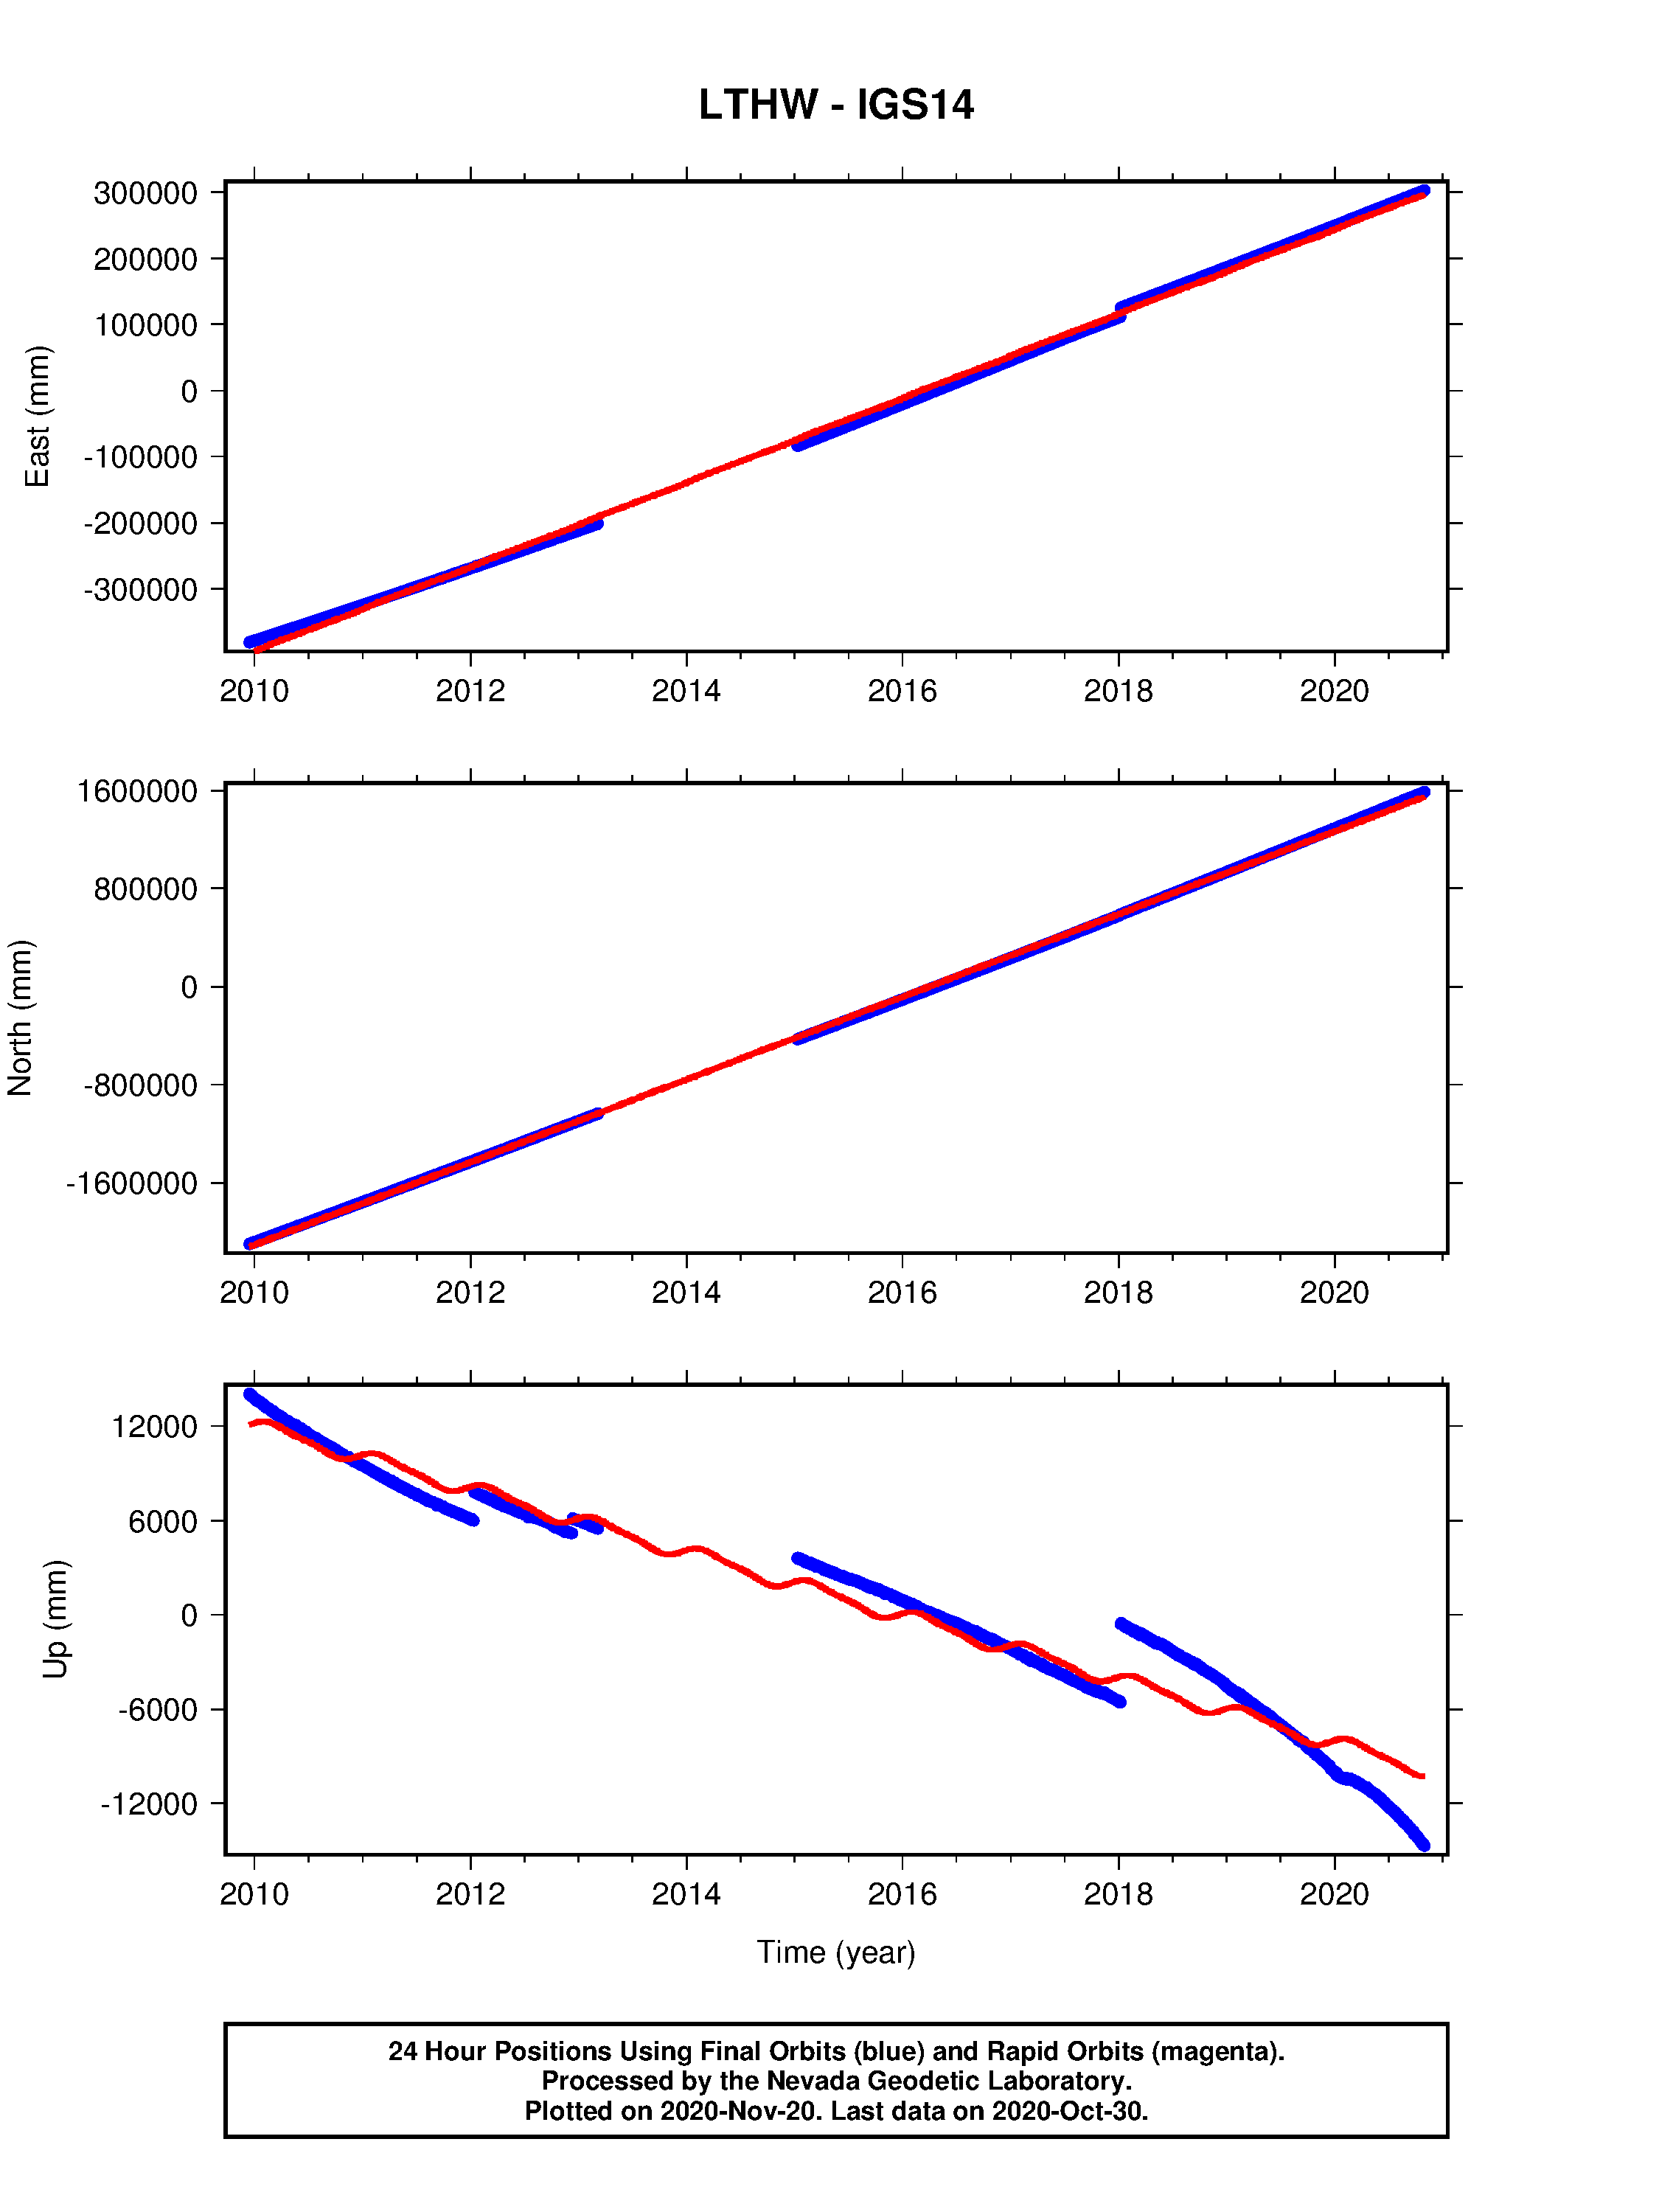 LTHW - IGS14
300000
200000
100000
0
-100000
-200000
-300000
East (mm)
2010 2012 2014 2016 2018 2020
1600000
800000
0
-800000
-1600000
North (mm)
2010 2012 2014 2016 2018 2020
12000
6000
0
-6000
-12000
Up (mm)
2010 2012 2014 2016 2018 2020
Time (year)
24 Hour Positions Using Final Orbits (blue) and Rapid Orbits (magenta).
Processed by the Nevada Geodetic Laboratory.
Plotted on 2020-Nov-20. Last data on 2020-Oct-30.